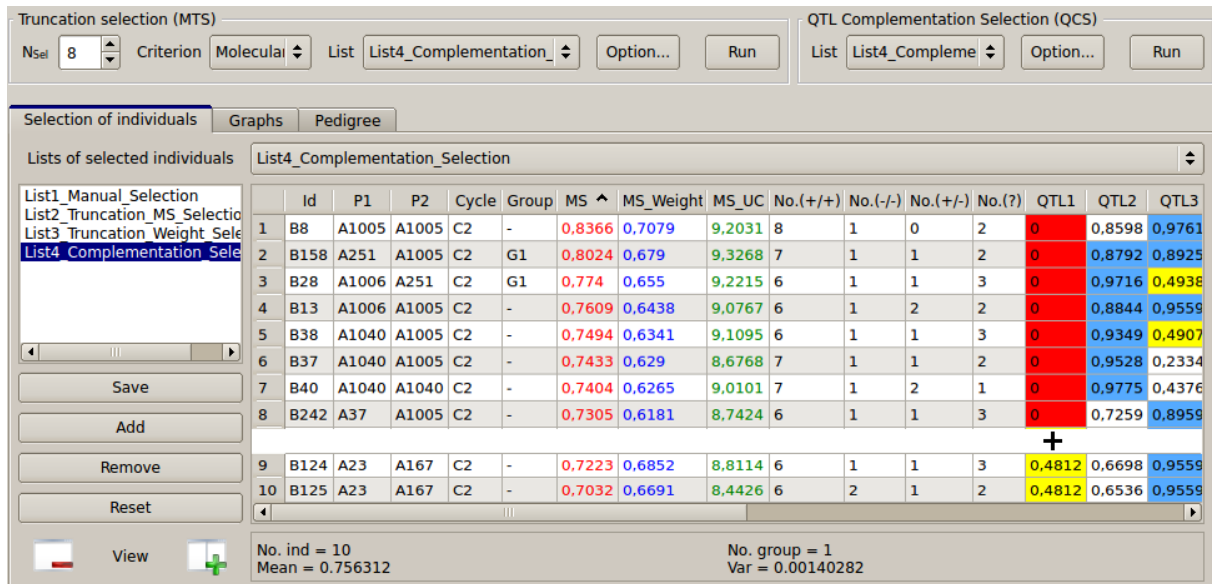 Truncation selection (MTS) QTL Complementation Selection (QCS)
NSel 8 Criterion Molecular List List4_Complementation_ Option... Run List List4_Compleme Option... Run
Selection of individuals Graphs Pedigree
Lists of selected individuals List4_Complementation_Selection
List1_Manual_Selection
List2_Truncation_MS_Selectio
List3_Truncation_Weight_Sele
List4_Complementation_Sele
Id P1 P2 Cycle Group MS MS_Weight MS_UC No.(+/+) No.(-/-) No.(+/-) No.(?) QTL1 QTL2 QTL3
1 B8 A1005 A1005 C2 - 0,8366 0,7079 9,2031 8 1 0 2 0 0,8598 0,9761
2 B158 A251 A1005 C2 G1 0,8024 0,679 9,3268 7 1 1 2 0 0,8792 0,8925
3 B28 A1006 A251 C2 G1 0,774 0,655 9,2215 6 1 1 3 0 0,9716 0,4938
4 B13 A1006 A1005 C2 - 0,7609 0,6438 9,0767 6 1 2 2 0 0,8844 0,9559
5 B38 A1040 A1005 C2 - 0,7494 0,6341 9,1095 6 1 1 3 0 0,9349 0,4907
6 B37 A1040 A1005 C2 - 0,7433 0,629 8,6768 7 1 1 2 0 0,9528 0,2334
7 B40 A1040 A1040 C2 - 0,7404 0,6265 9,0101 7 1 2 1 0 0,9775 0,4376
8 B242 A37 A1005 C2 - 0,7305 0,6181 8,7424 6 1 1 3 0 0,7259 0,8959
+
9 B124 A23 A167 C2 - 0,7223 0,6852 8,8114 6 1 1 3 0,4812 0,6698 0,9559
10 B125 A23 A167 C2 - 0,7032 0,6691 8,4426 6 2 1 2 0,4812 0,6536 0,9559
Save
Add
Remove
Reset
View
No. ind = 10 No. group = 1
Mean = 0.756312 Var = 0.00140282